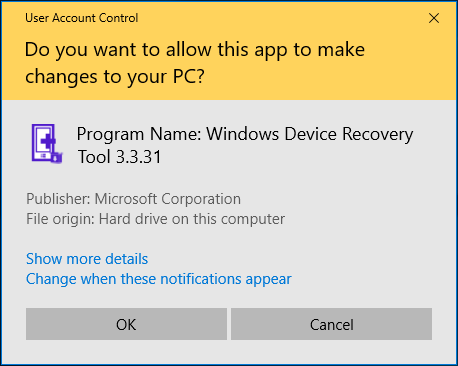 User Account Control
Do you want to allow this app to make
changes to your PC?
Program Name: Windows Device Recovery
Tool 3.3.31
Publisher: Microsoft Corporation
File origin: Hard drive on this computer
Show more details
Change when these notifications appear
OK
Cancel